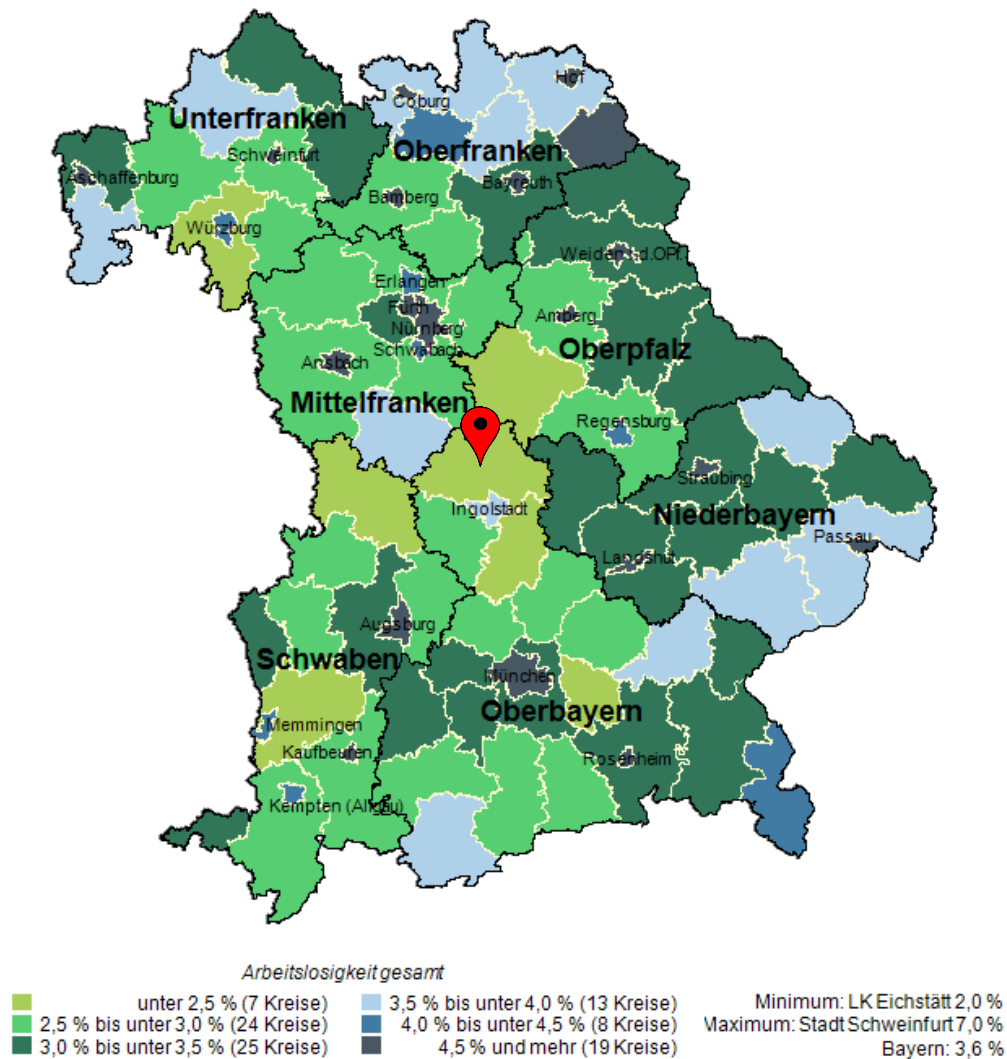 Hof
Coburg
Unterfranken
Oberfranken
Schweinfurt
Aschaffenburg
Bayreuth
Bamberg
Würzburg
Weiden i.d.OPf.
Erlangen
Fürth
Amberg
Nürnberg
Schwabach
Oberpfalz
Ansbach
Mittelfranken
Regensburg
Straubing
Ingolstadt
Niederbayern
Passau
Landshut
Augsburg
Schwaben
München
Oberbayern
Memmingen
Kaufbeuren
Rosenheim
Kempten (Allgäu)
Arbeitslosigkeit gesamt
unter 2,5 % (7 Kreise)
2,5 % bis unter 3,0 % (24 Kreise)
3,0 % bis unter 3,5 % (25 Kreise)
3,5 % bis unter 4,0 % (13 Kreise)
4,0 % bis unter 4,5 % (8 Kreise)
4,5 % und mehr (19 Kreise)
Minimum: LK Eichstätt 2,0 %
Maximum: Stadt Schweinfurt 7,0 %
Bayern: 3,6 %